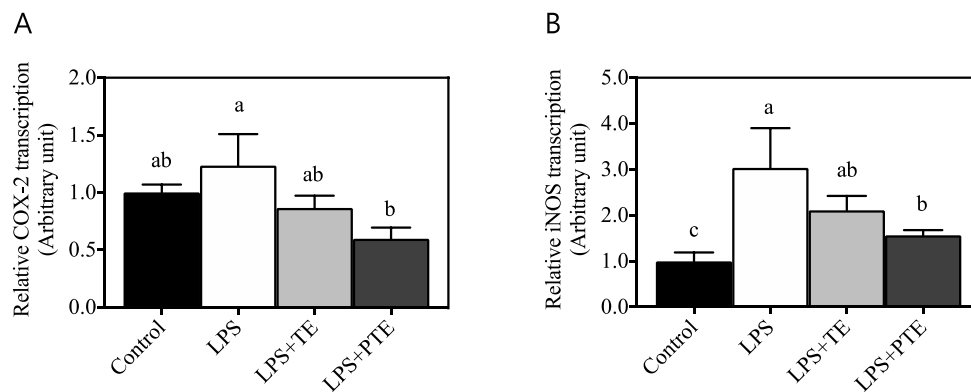 A
Relative COX-2 transcription
(Arbitrary unit)
2.0
1.5
1.0
0.5
0.0
ab
a
ab
b
Control
LPS
LPS+TE
LPS+PTE
B
Relative iNOS transcription
(Arbitrary unit)
5.0
4.0
3.0
2.0
1.0
0.0
c
a
ab
b
Control
LPS
LPS+TE
LPS+PTE